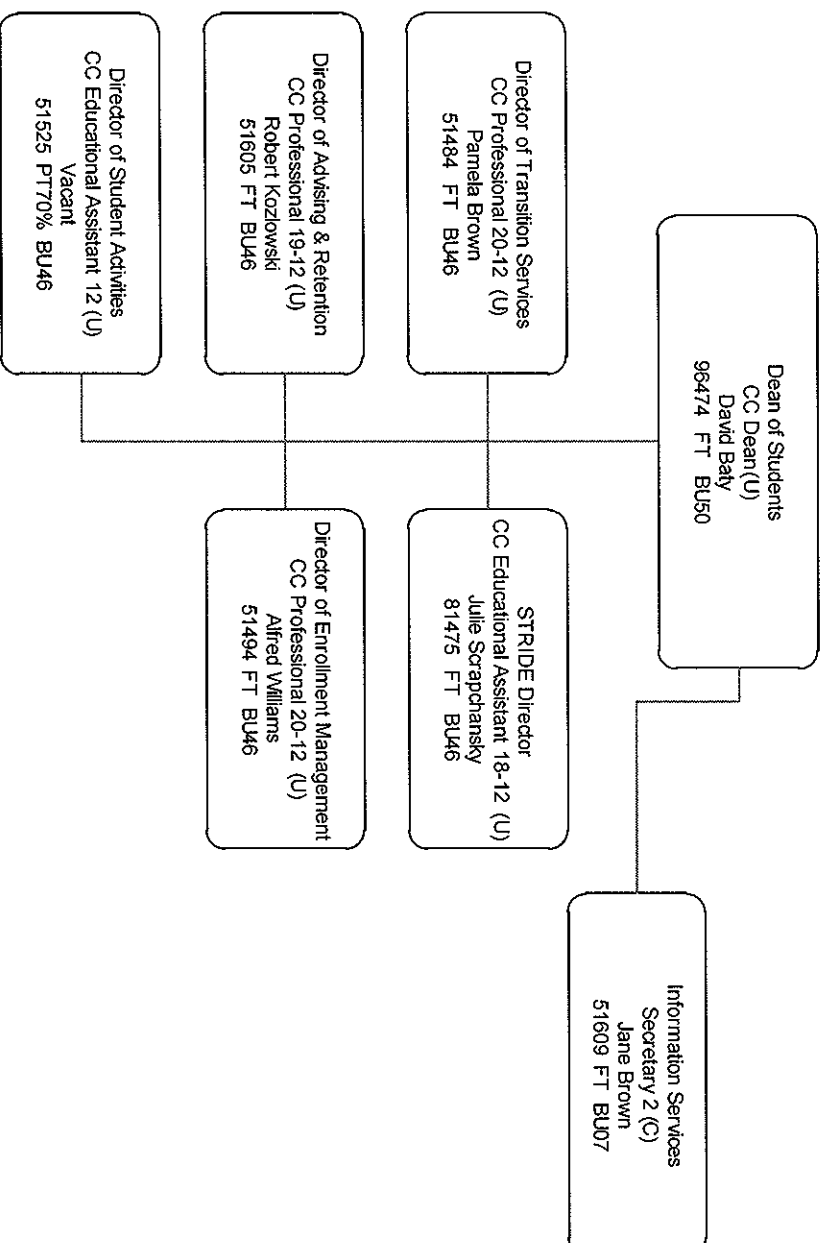 Dean of Students
CC Dean (U)
David Baty
96474 FT BU50
Information Services
Secretary 2 (C)
Jane Brown
51609 FT BU07
Director of Transition Services
CC Professional 20-12 (U)
Pamela Brown
51484 FT BU46
STRIDE Director
CC Educational Assistant 18-12 (U)
Julie Scrapchansky
81475 FT BU46
Director of Advising & Retention
CC Professional 19-12 (U)
Robert Kozlowski
51605 FT BU46
Director of Enrollment Management
CC Professional 20-12 (U)
Alfred Williams
51494 FT BU46
Director of Student Activities
CC Educational Assistant 12 (U)
Vacant
51525 PT70% BU46